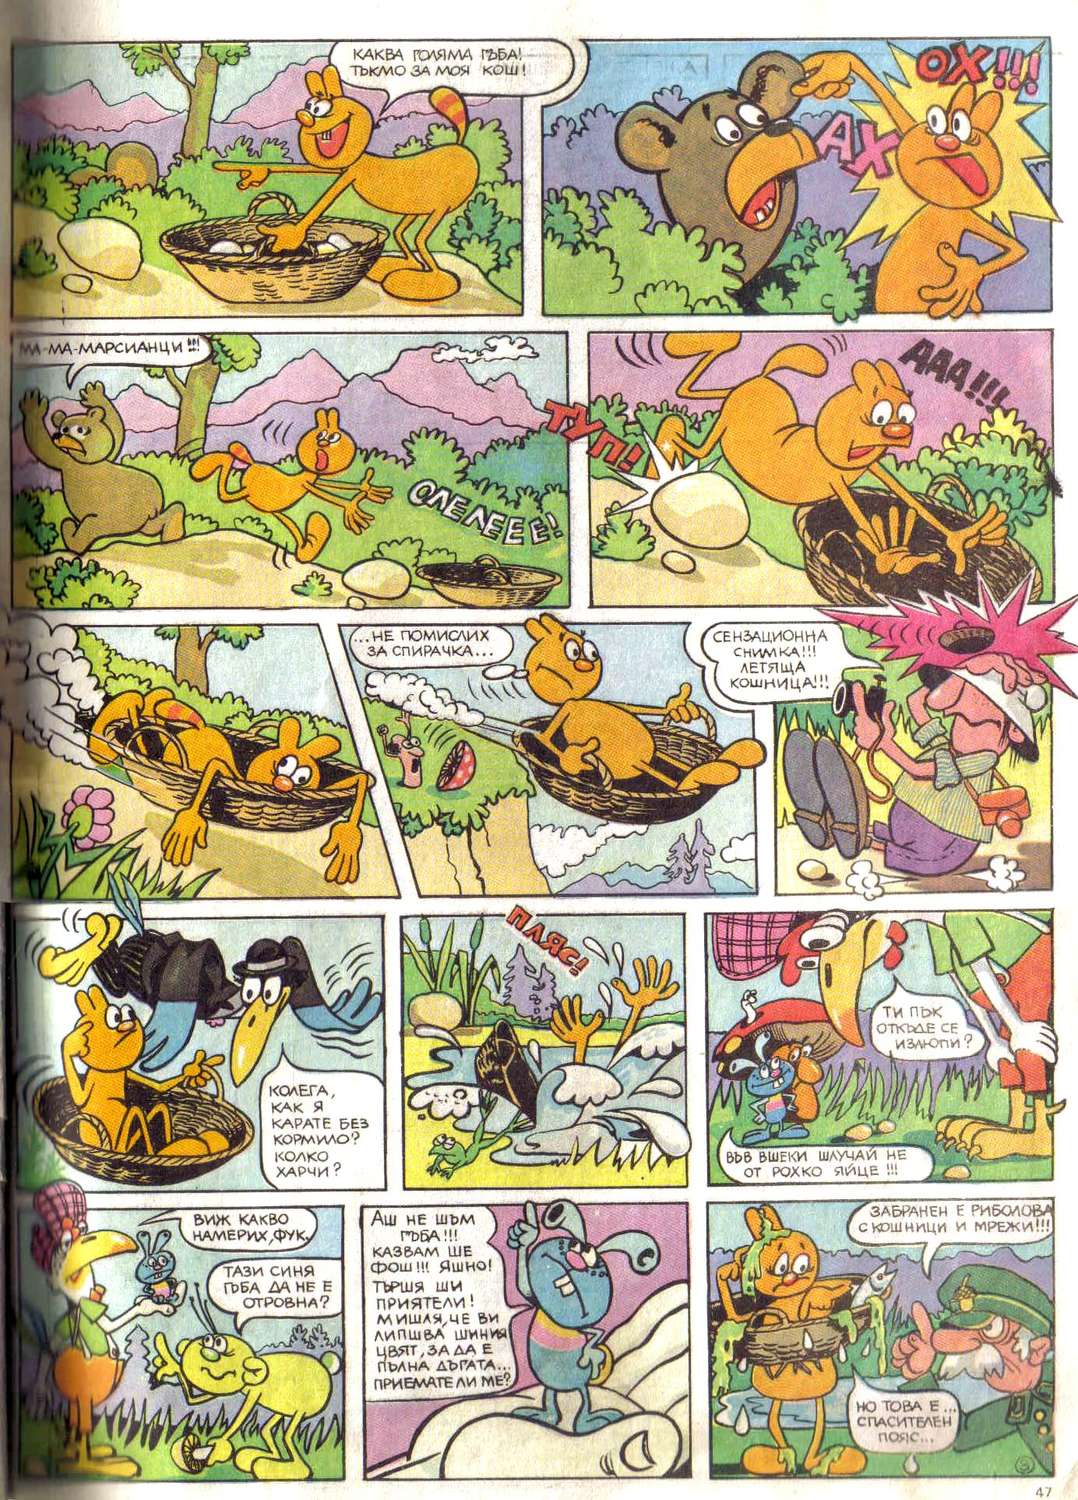 КАКВА ГОЛЯМА ГЪБА!
ТЪКМО ЗА МОЯ КОШ!
ОХ!!!
АХ
МА-МА-МАРСИАНЦИ!!!
ОЛЕЛЕЕЕ!
ТУП!
ААА!!!
...НЕ ПОМИСЛИХ
ЗА СПИРАЧКА...
СЕНЗАЦИОННА
СНИМКА!!!
ЛЕТЯЩА
КОШНИЦА!!!
КОЛЕГА,
КАК Я
КАРАТЕ БЕЗ
КОРМИЛО?
КОЛКО
ХАРЧИ?
ПЛЯС!
ТИ ПЪК
ОТКЪДЕ СЕ
ИЗЛЮПИ?
ВЪВ ВШЕКИ ШЛУЧАЙ НЕ
ОТ РОХКО ЯЙЦЕ!!!
ВИЖ КАКВО
НАМЕРИХ, ФУК.
ТАЗИ СИНЯ
ГЪБА ДА НЕ Е
ОТРОВНА?
АШ НЕ ШЪМ
ГЪБА!!!
КАЗВАМ ШЕ
ФОШ!!! ЯШНО!
ТЪРШЯ ШИ
ПРИЯТЕЛИ!
МИШЛЯ, ЧЕ ВИ
ЛИПШВА ШИНИЯ
ЦВЯТ, ЗА ДА Е
ПЪЛНА ДЪГАТА...
ПРИЕМАТЕ ЛИ МЕ?
ЗАБРАНЕН Е РИБОЛОВА
С КОШНИЦИ И МРЕЖИ!!!
НО ТОВА Е...
СПАСИТЕЛЕН
ПОЯС...
47